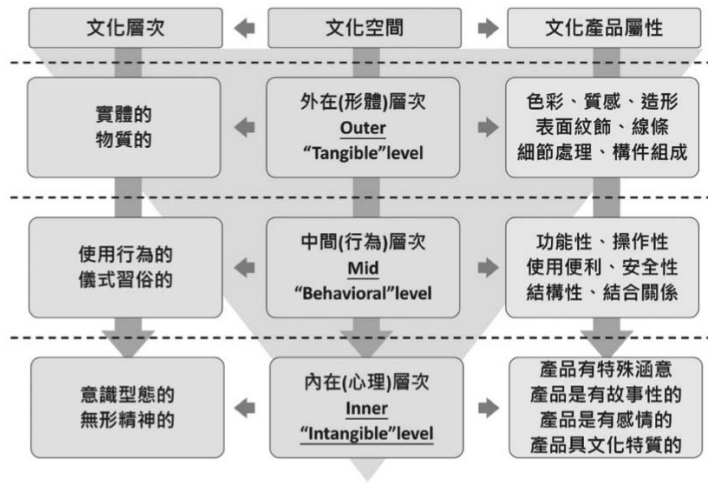 文化層次
文化空間
文化產品屬性
實體的
物質的
外在(形體)層次
Outer
“Tangible”level
色彩、質感、造形
表面紋飾、線條
細節處理、構件組成
使用行為的
儀式習俗的
中間(行為)層次
Mid
“Behavioral”level
功能性、操作性
使用便利、安全性
結構性、結合關係
意識型態的
無形精神的
內在(心理)層次
Inner
“Intangible”level
產品有特殊涵意
產品是有故事性的
產品是有感情的
產品具文化特質的